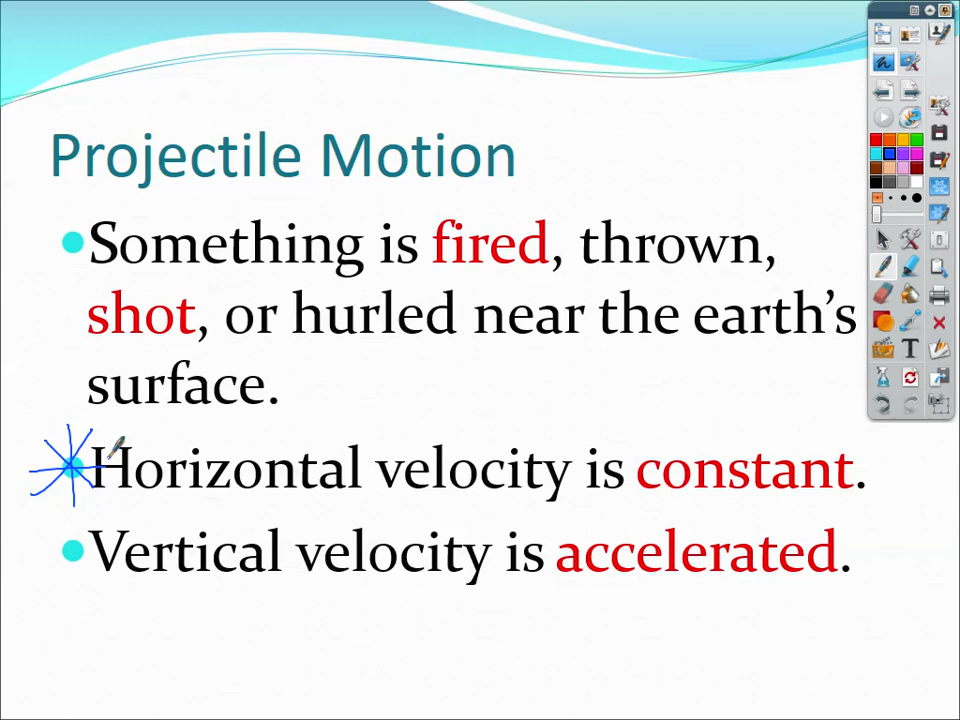 Projectile Motion
Something is fired, thrown,
shot, or hurled near the earth’s
surface.
Horizontal velocity is constant.
Vertical velocity is accelerated.